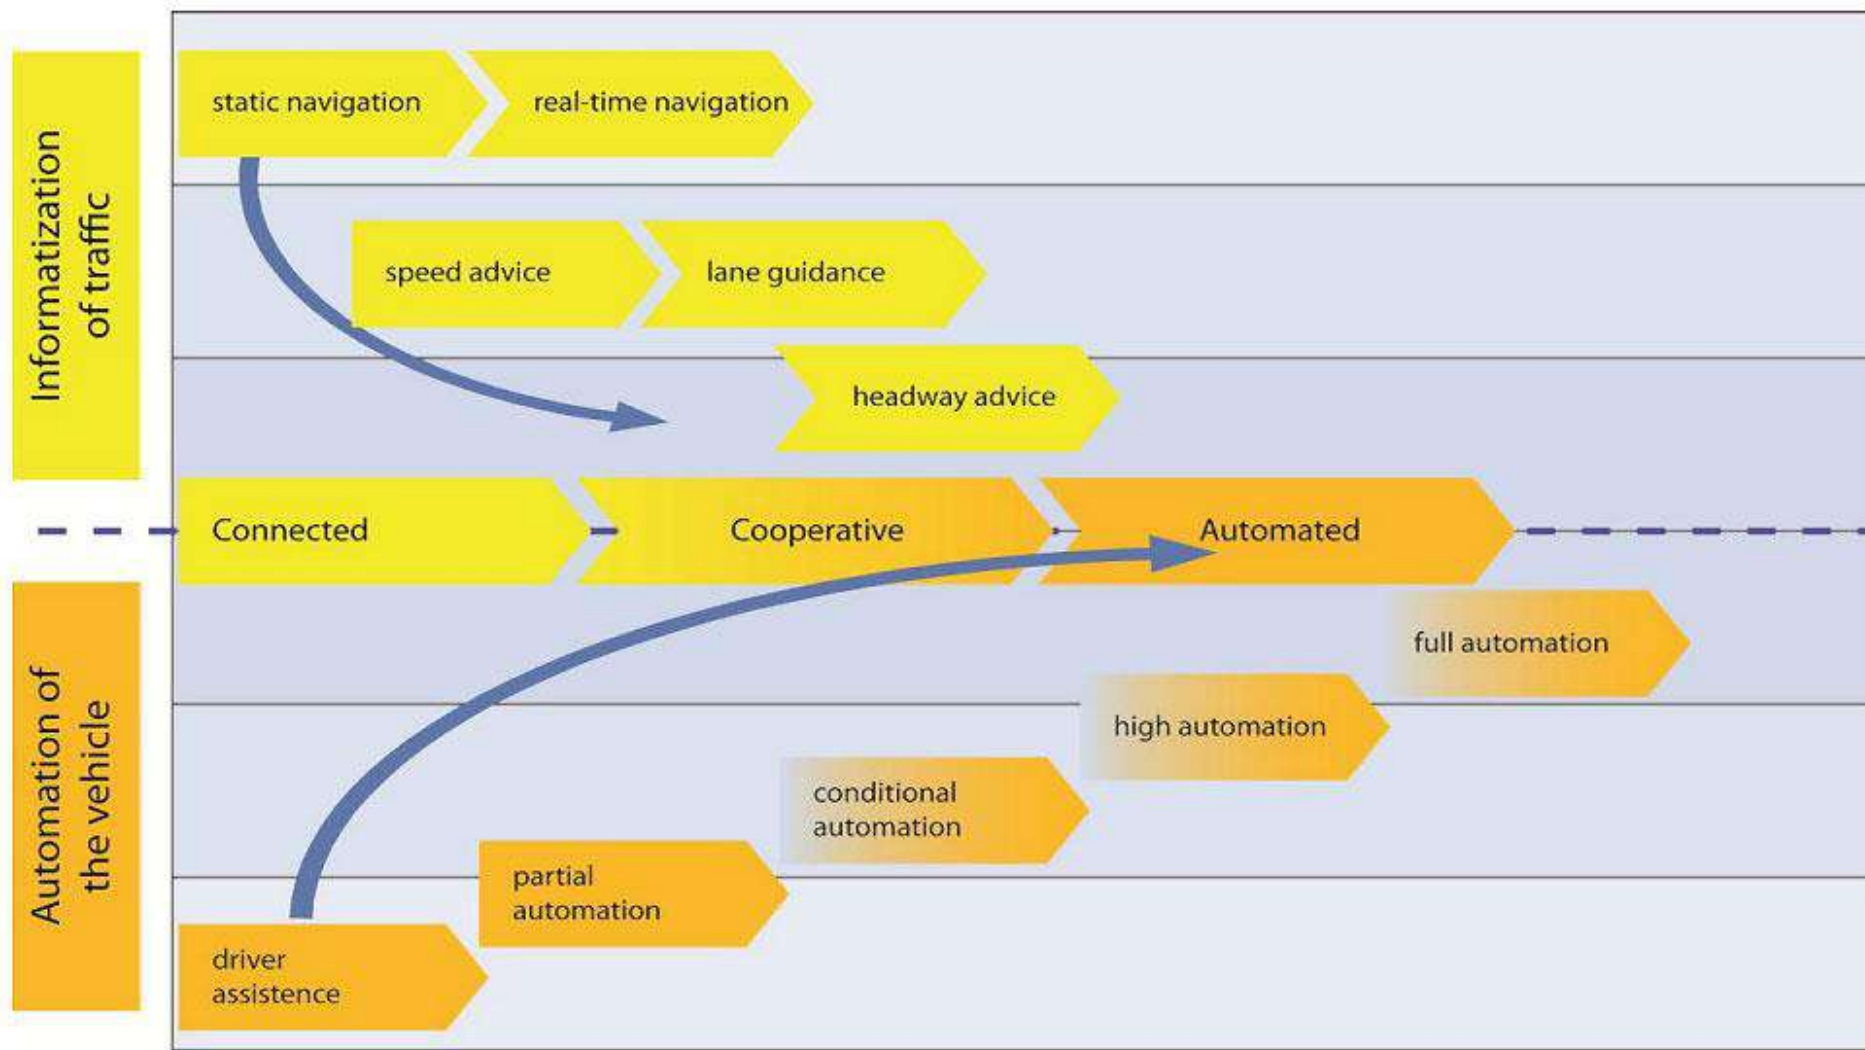 Informatization
of traffic
static navigation
real-time navigation
speed advice
lane guidance
headway advice
Connected
Cooperative
Automated
Automation of
the vehicle
full automation
high automation
conditional
automation
partial
automation
driver
assistence